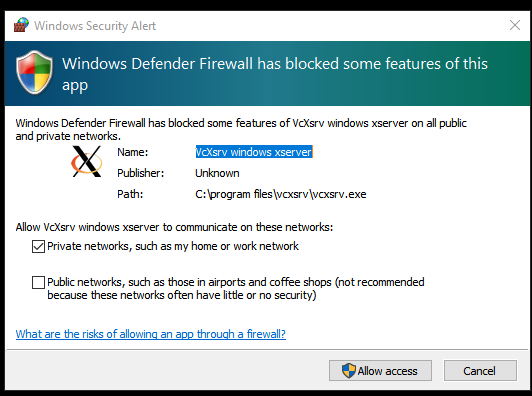 Windows Security Alert
Windows Defender Firewall has blocked some features of this
app
Windows Defender Firewall has blocked some features of VcXsrv windows xserver on all public
and private networks.
Name: VcXsrv windows xserver
Publisher: Unknown
Path: C:\program files\vcxsrv\vcxsrv.exe
Allow VcXsrv windows xserver to communicate on these networks:
Private networks, such as my home or work network
Public networks, such as those in airports and coffee shops (not recommended
because these networks often have little or no security)
What are the risks of allowing an app through a firewall?
Allow access Cancel